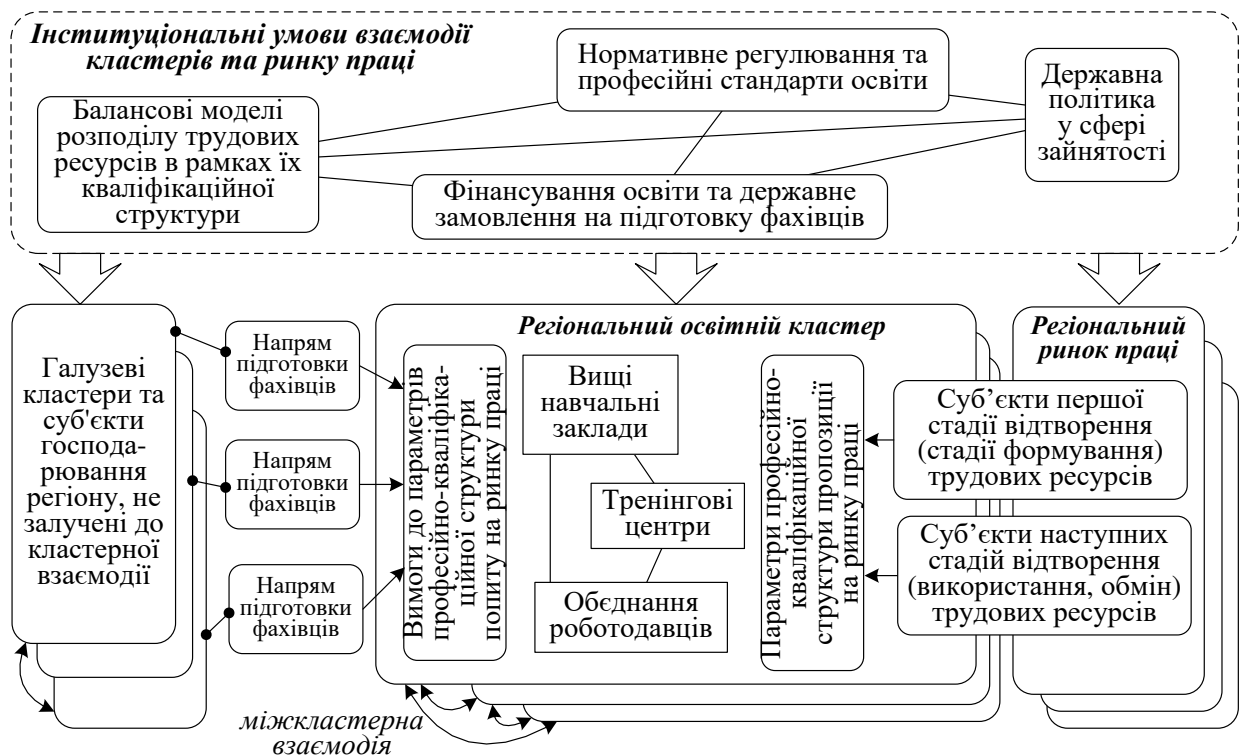 Інституціональні умови взаємодії
кластерів та ринку праці
Нормативне регулювання та
професійні стандарти освіти
Державна
політика
у сфері
зайнятості
Балансові моделі
розподілу трудових
ресурсів в рамках їх
кваліфікаційної
структури
Фінансування освіти та державне
замовлення на підготовку фахівців
Галузеві
кластери та
суб'єкти
господа-
рювання
регіону, не
залучені до
кластерної
взаємодії
Напрям
підготовки
фахівців
Напрям
підготовки
фахівців
Напрям
підготовки
фахівців
Регіональний освітній кластер
Вимоги до параметрів
професійно-кваліфіка-
ційної структури
попиту на ринку праці
Вищі
навчальні
заклади
Тренінгові
центри
Обєднання
роботодавців
Параметри професійно-
кваліфікаційної
структури пропозиції
на ринку праці
Регіональний
ринок праці
Суб’єкти першої
стадії відтворення
(стадії формування)
трудових ресурсів
Суб’єкти наступних
стадій відтворення
(використання, обмін)
трудових ресурсів
міжкластерна
взаємодія